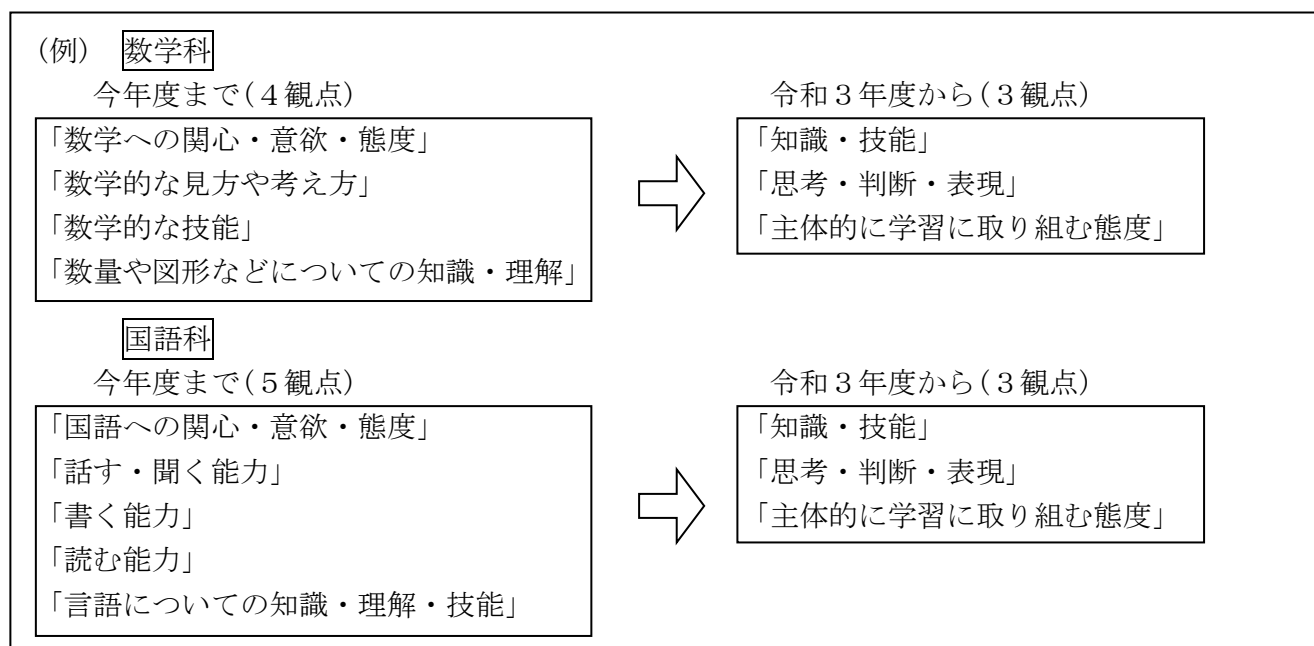 (例) 数学科
今年度まで(4観点) 令和3年度から(3観点)
「数学への関心・意欲・態度」 「知識・技能」
「数学的な見方や考え方」 「思考・判断・表現」
「数学的な技能」 「主体的に学習に取り組む態度」
「数量や図形などについての知識・理解」
国語科
今年度まで(5観点) 令和3年度から(3観点)
「国語への関心・意欲・態度」 「知識・技能」
「話す・聞く能力」 「思考・判断・表現」
「書く能力」 「主体的に学習に取り組む態度」
「読む能力」
「言語についての知識・理解・技能」